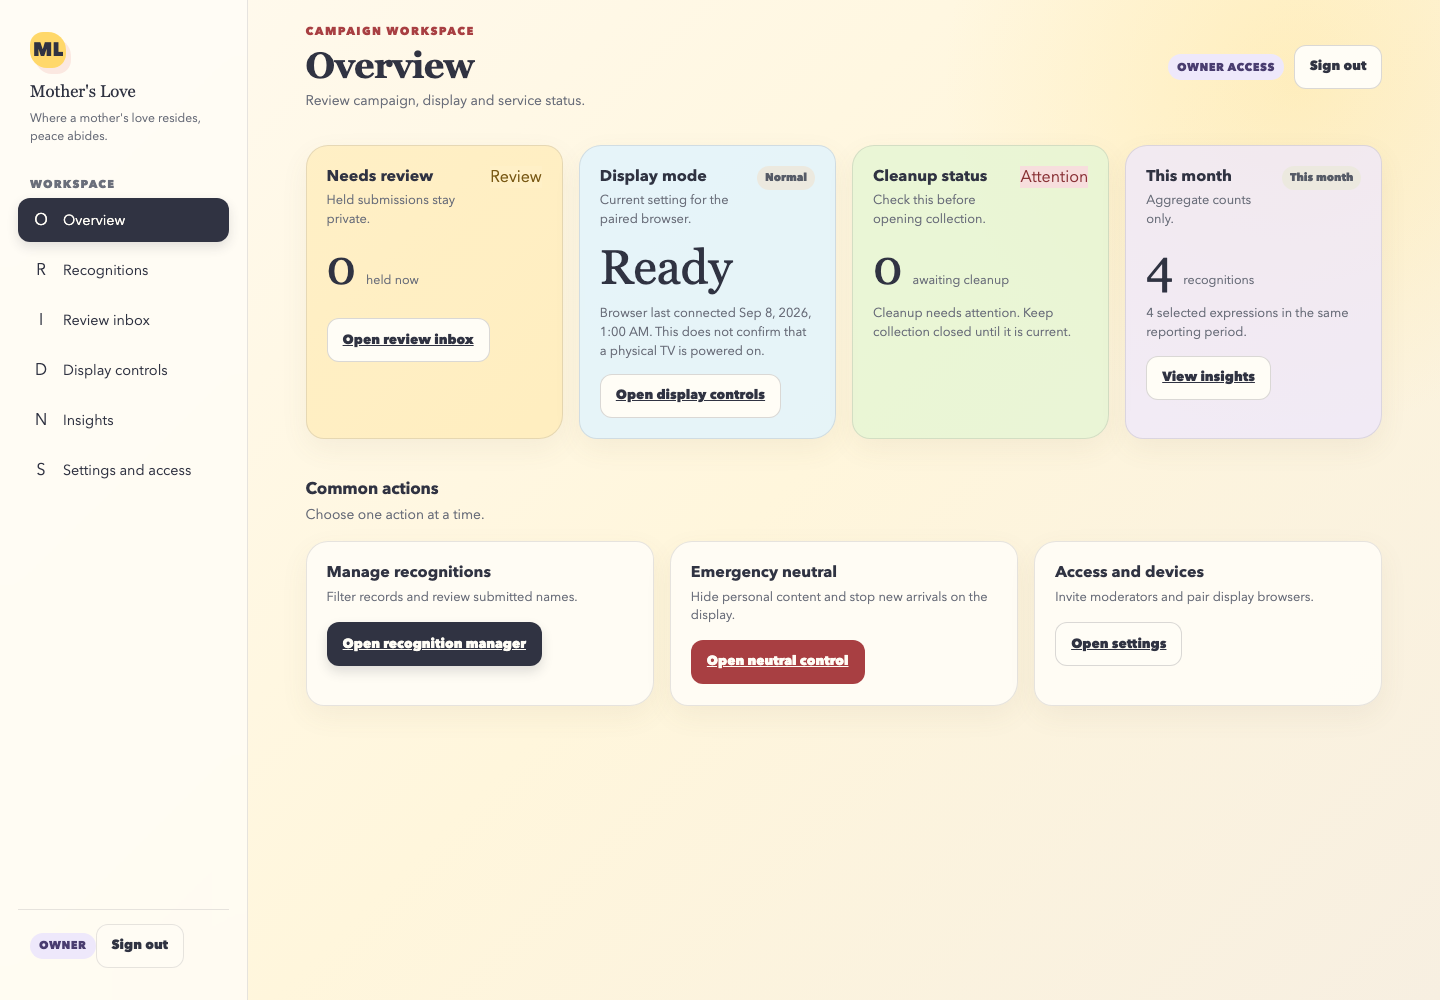 ML
Mother's Love
Where a mother's love resides,
peace abides.
WORKSPACE
O Overview
R Recognitions
I Review inbox
D Display controls
N Insights
S Settings and access
OWNER Sign out
CAMPAIGN WORKSPACE
Overview
Review campaign, display and service status.
OWNER ACCESS Sign out
Needs review Review
Held submissions stay
private.
0 held now
Open review inbox
Display mode Normal
Current setting for the
paired browser.
Ready
Browser last connected Sep 8, 2026,
1:00 AM. This does not confirm that
a physical TV is powered on.
Open display controls
Cleanup status Attention
Check this before
opening collection.
0 awaiting cleanup
Cleanup needs attention. Keep
collection closed until it is current.
This month This month
Aggregate counts
only.
4 recognitions
4 selected expressions in the same
reporting period.
View insights
Common actions
Choose one action at a time.
Manage recognitions
Filter records and review submitted names.
Open recognition manager
Emergency neutral
Hide personal content and stop new arrivals on the
display.
Open neutral control
Access and devices
Invite moderators and pair display browsers.
Open settings